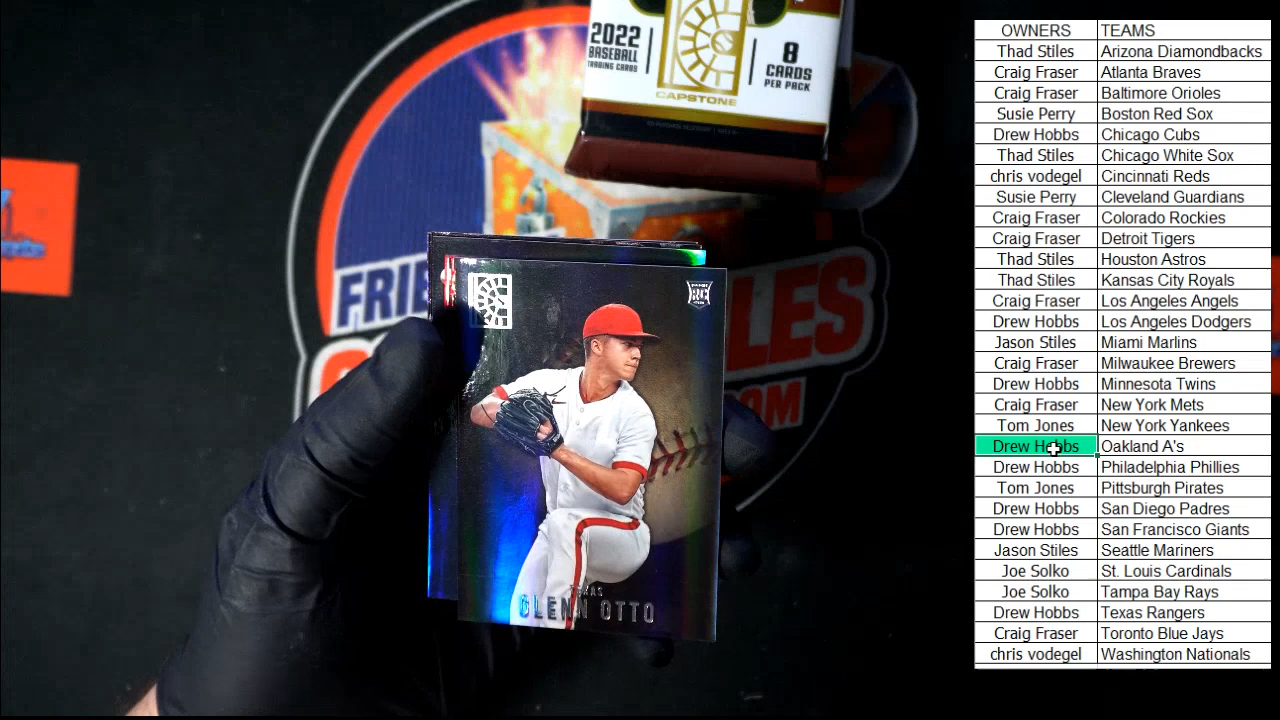 2022
BASEBALL
TRADING CARDS
8
CARDS
PER PACK
CAPSTONE
FRIE
LES
OM
RC
TEXAS
GLENN OTTO
OWNERS TEAMS
Thad Stiles Arizona Diamondbacks
Craig Fraser Atlanta Braves
Craig Fraser Baltimore Orioles
Susie Perry Boston Red Sox
Drew Hobbs Chicago Cubs
Thad Stiles Chicago White Sox
chris vodegel Cincinnati Reds
Susie Perry Cleveland Guardians
Craig Fraser Colorado Rockies
Craig Fraser Detroit Tigers
Thad Stiles Houston Astros
Thad Stiles Kansas City Royals
Craig Fraser Los Angeles Angels
Drew Hobbs Los Angeles Dodgers
Jason Stiles Miami Marlins
Craig Fraser Milwaukee Brewers
Drew Hobbs Minnesota Twins
Craig Fraser New York Mets
Tom Jones New York Yankees
Drew Hobbs Oakland A's
Drew Hobbs Philadelphia Phillies
Tom Jones Pittsburgh Pirates
Drew Hobbs San Diego Padres
Drew Hobbs San Francisco Giants
Jason Stiles Seattle Mariners
Joe Solko St. Louis Cardinals
Joe Solko Tampa Bay Rays
Drew Hobbs Texas Rangers
Craig Fraser Toronto Blue Jays
chris vodegel Washington Nationals